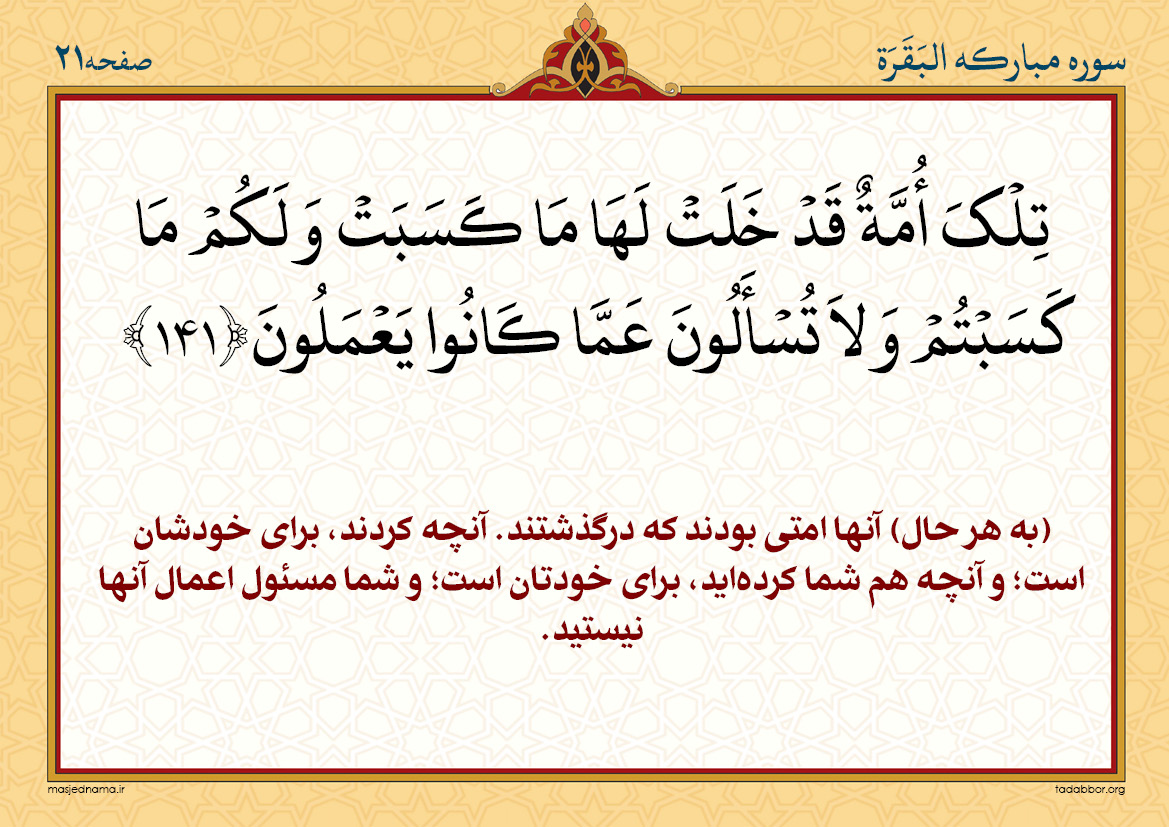 سوره مبارکه البَقَرَة
صفحه۲۱
تِلْکَ أُمَّةٌ قَدْ خَلَتْ لَهَا مَا کَسَبَتْ وَ لَکُمْ مَا
کَسَبْتُمْ وَ لاَ تُسْأَلُونَ عَمَّا کَانُوا يَعْمَلُونَ﴿۱۴۱﴾
(به هر حال) آنها امتی بودند که درگذشتند. آنچه کردند، برای خودشان
است؛ و آنچه هم شما کرده‌اید، برای خودتان است؛ و شما مسئول اعمال آنها
نیستید.
masjednama.ir
tadabbor.org